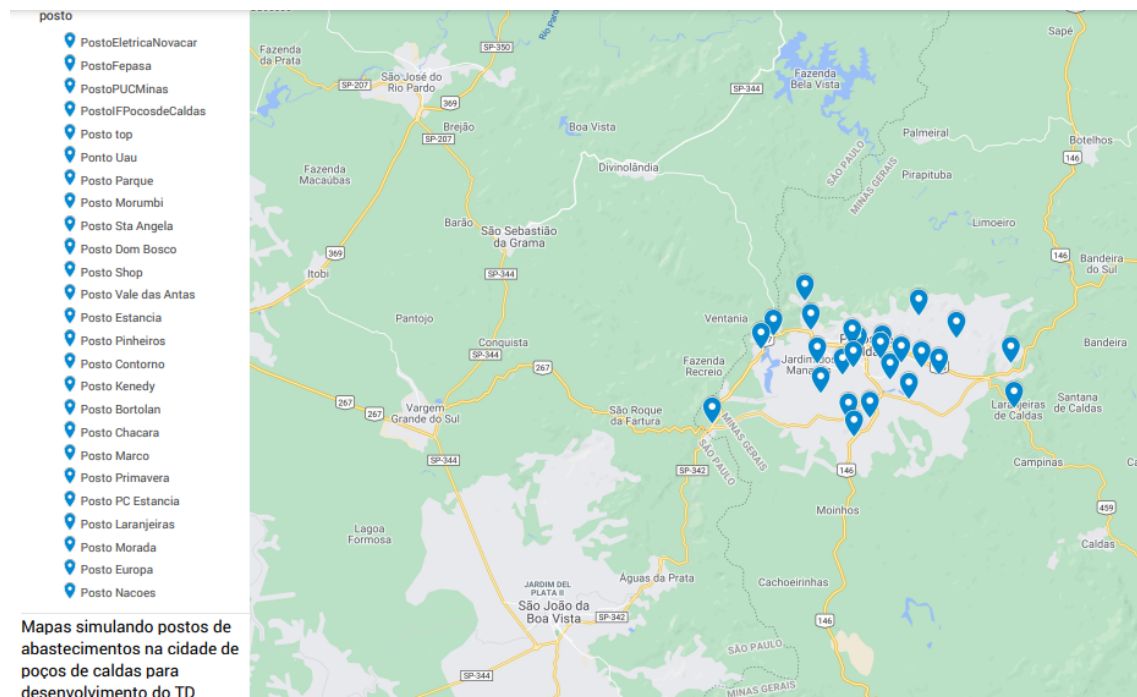 posto
PostoEletricaNovacar
PostoFepasa
PostoPUCMinas
PostoIFPocosdeCaldas
Posto top
Ponto Uau
Posto Parque
Posto Morumbi
Posto Sta Angela
Posto Dom Bosco
Posto Shop
Posto Vale das Antas
Posto Estancia
Posto Pinheiros
Posto Contorno
Posto Kenedy
Posto Bortolan
Posto Chacara
Posto Marco
Posto Primavera
Posto PC Estancia
Posto Laranjeiras
Posto Morada
Posto Europa
Posto Nacoes
Mapas simulando postos de
abastecimentos na cidade de
poços de caldas para
desenvolvimento do TD
Sapé
Rio Pardo
SP-350
Fazenda
da Prata
São José do
Rio Pardo
SP-207
369
Fazenda
Bela Vista
SP-344
Brejão
Boa Vista
SP-207
Palmeiral
Botelhos
146
Divinolândia
SÃO PAULO
MINAS GERAIS
Pirapituba
Fazenda
Macaúbas
Barão
São Sebastião
da Grama
Limoeiro
369
146
Bandeira
do Sul
Itobi
SP-344
Pantojo
Ventania
Conquista
SP-344
Bandeira
267
Fazenda
Recreio
Jardim dos
267
267
Vargem
Grande do Sul
São Roque
da Fartura
Laranjeiras
de Caldas
Santana
de Caldas
MINAS GERAIS
SÃO PAULO
SP-344
SP-342
146
Campinas
Moinhos
459
Lagoa
Formosa
Caldas
Águas da Prata
Cachoeirinhas
JARDIM DEL
PLATA II
São João da
Boa Vista
SP-342
146
SÃO PAULO
SP-344
MINAS GERAIS